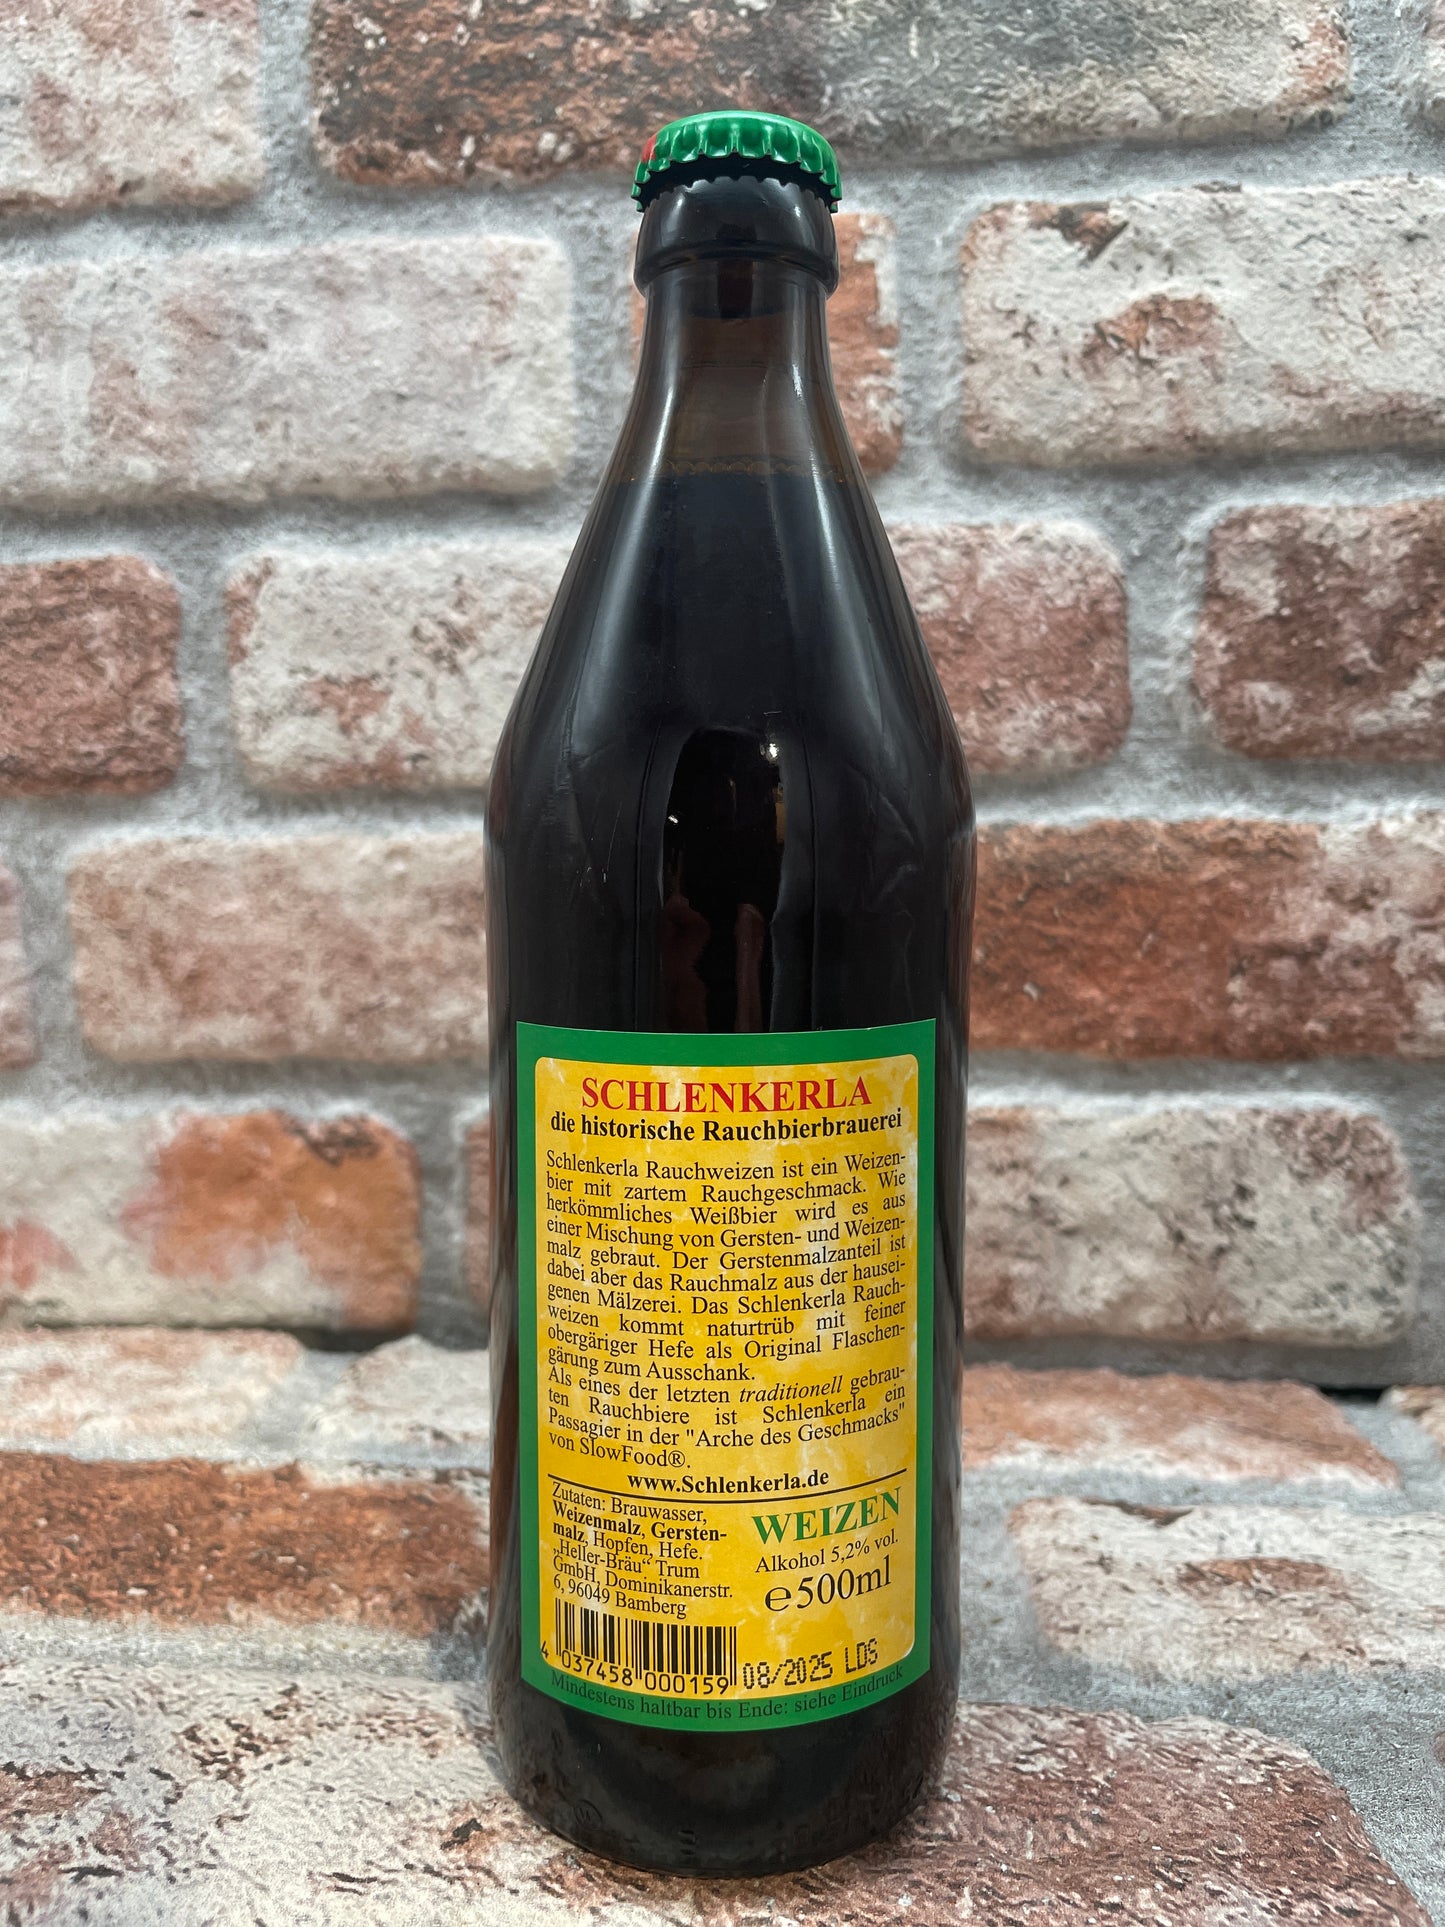 SCHLENKERLA
die historische Rauchbierbrauerei
Schlenkerla Rauchweizen ist ein Weizen-
bier mit zartem Rauchgeschmack. Wie
herkömmliches Weißbier wird es aus
einer Mischung von Gersten- und Weizen-
malz gebraut. Der Gerstenmalzanteil ist
dabei aber das Rauchmalz aus der hausei-
genen Mälzerei. Das Schlenkerla Rauch-
weizen kommt naturtrüb mit feiner
obergäriger Hefe als Original Flaschen-
gärung zum Ausschank.
Als eines der letzten traditionell gebrau-
ten Rauchbiere ist Schlenkerla ein
Passagier in der "Arche des Geschmacks"
von SlowFood®.
www.Schlenkerla.de
Zutaten: Brauwasser,
Weizenmalz, Gersten-
malz, Hopfen, Hefe.
„Heller-Bräu“ Trum
GmbH, Dominikanerstr.
6, 96049 Bamberg
WEIZEN
Alkohol 5,2% vol.
℮500ml
4 037458 000159
08/2025 LDS
Mindestens haltbar bis Ende: siehe Eindruck